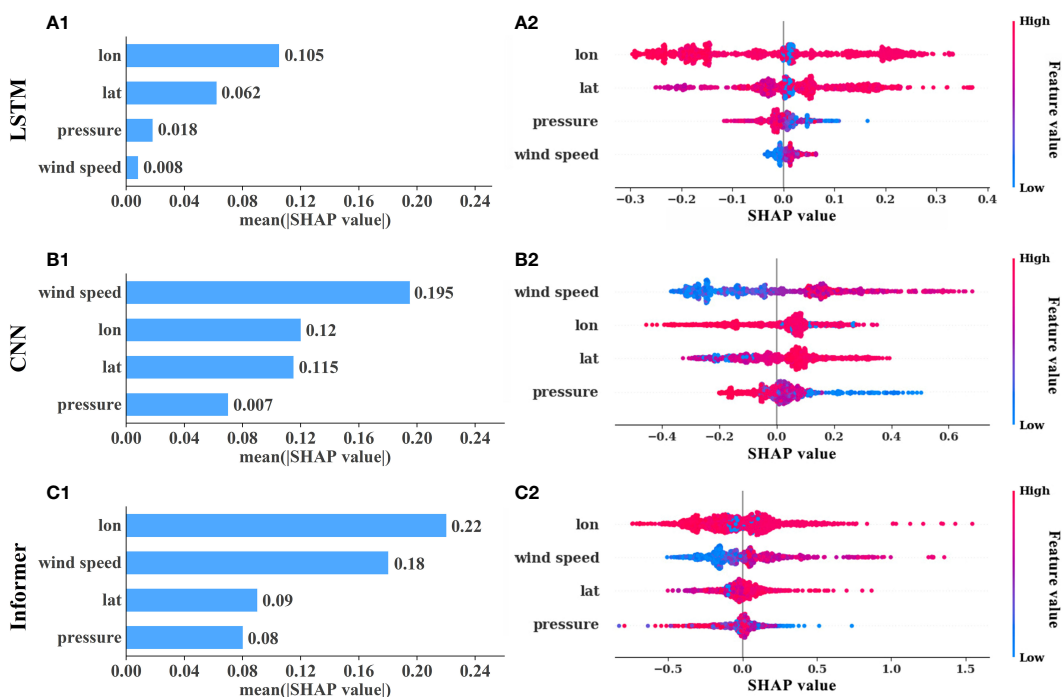 A1
LSTM
lon 0.105
lat 0.062
pressure 0.018
wind speed 0.008
0.00 0.04 0.08 0.12 0.16 0.20 0.24
mean(|SHAP value|)
A2
lon
lat
pressure
wind speed
−0.3 −0.2 −0.1 0.0 0.1 0.2 0.3 0.4
SHAP value
High
Feature value
Low
B1
CNN
wind speed 0.195
lon 0.12
lat 0.115
pressure 0.007
0.00 0.04 0.08 0.12 0.16 0.20 0.24
mean(|SHAP value|)
B2
wind speed
lon
lat
pressure
−0.4 −0.2 0.0 0.2 0.4 0.6
SHAP value
High
Feature value
Low
C1
Informer
lon 0.22
wind speed 0.18
lat 0.09
pressure 0.08
0.00 0.04 0.08 0.12 0.16 0.20 0.24
mean(|SHAP value|)
C2
lon
wind speed
lat
pressure
−0.5 0.0 0.5 1.0 1.5
SHAP value
High
Feature value
Low